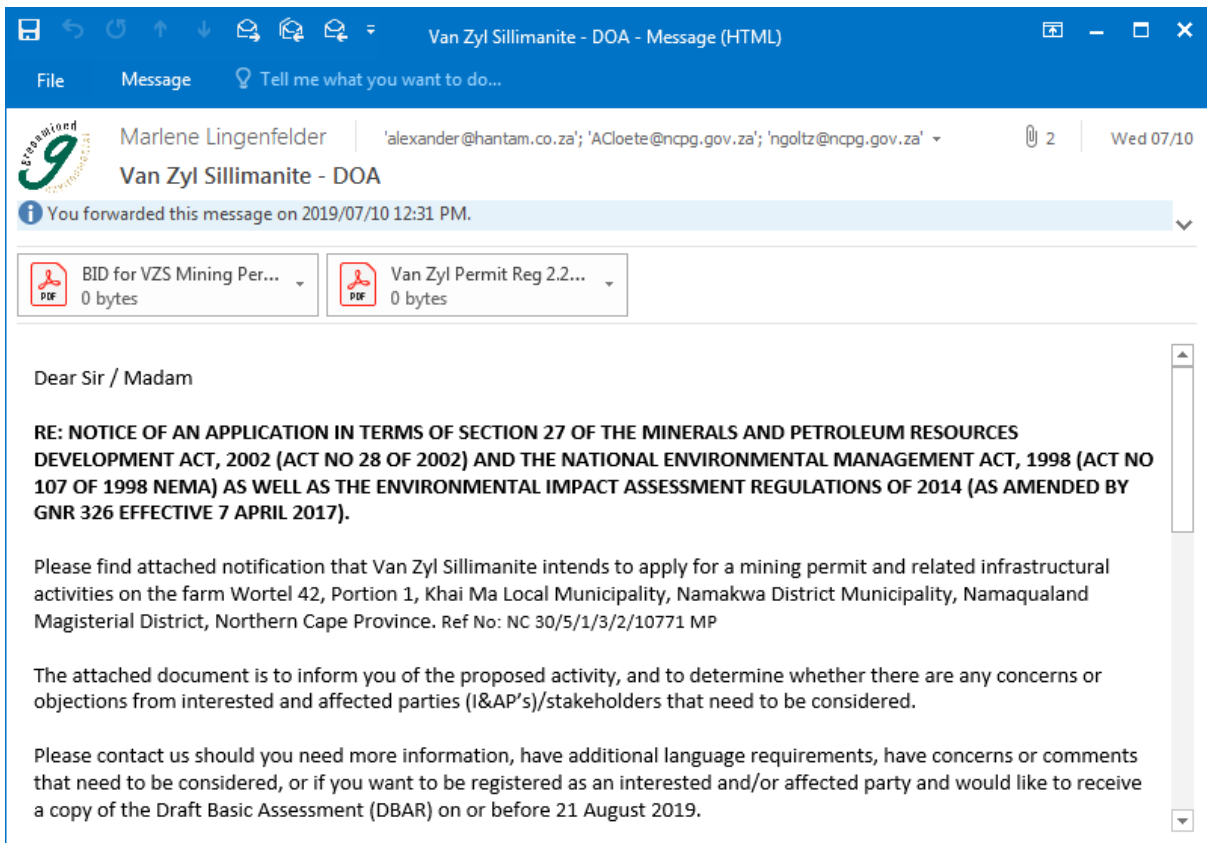 Van Zyl Sillimanite - DOA - Message (HTML)
File Message Tell me what you want to do...
Marlene Lingenfelder 'alexander@hantam.co.za'; 'ACloete@ncpg.gov.za'; 'ngoltz@ncpg.gov.za' 2 Wed 07/10
Van Zyl Sillimanite - DOA
You forwarded this message on 2019/07/10 12:31 PM.
BID for VZS Mining Per... Van Zyl Permit Reg 2.2...
PDF 0 bytes PDF 0 bytes
Dear Sir / Madam
RE: NOTICE OF AN APPLICATION IN TERMS OF SECTION 27 OF THE MINERALS AND PETROLEUM RESOURCES
DEVELOPMENT ACT, 2002 (ACT NO 28 OF 2002) AND THE NATIONAL ENVIRONMENTAL MANAGEMENT ACT, 1998 (ACT NO
107 OF 1998 NEMA) AS WELL AS THE ENVIRONMENTAL IMPACT ASSESSMENT REGULATIONS OF 2014 (AS AMENDED BY
GNR 326 EFFECTIVE 7 APRIL 2017).
Please find attached notification that Van Zyl Sillimanite intends to apply for a mining permit and related infrastructural
activities on the farm Wortel 42, Portion 1, Khai Ma Local Municipality, Namakwa District Municipality, Namaqualand
Magisterial District, Northern Cape Province. Ref No: NC 30/5/1/3/2/10771 MP
The attached document is to inform you of the proposed activity, and to determine whether there are any concerns or
objections from interested and affected parties (I&AP's)/stakeholders that need to be considered.
Please contact us should you need more information, have additional language requirements, have concerns or comments
that need to be considered, or if you want to be registered as an interested and/or affected party and would like to receive
a copy of the Draft Basic Assessment (DBAR) on or before 21 August 2019.